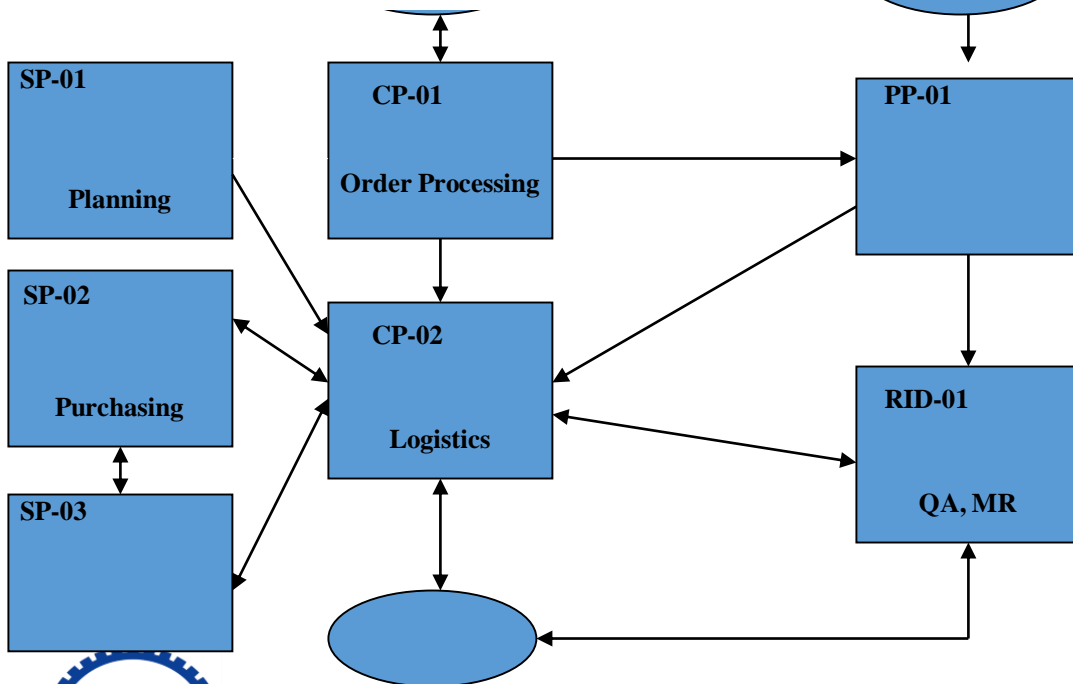 SP-01
Planning
CP-01
Order Processing
PP-01
SP-02
Purchasing
CP-02
Logistics
RID-01
QA, MR
SP-03